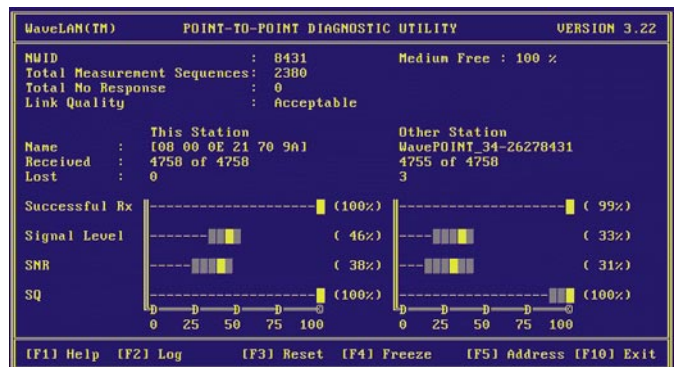 WaveLAN(TM) POINT-TO-POINT DIAGNOSTIC UTILITY VERSION 3.22
NWID : 8431 Medium Free : 100 %
Total Measurement Sequences: 2380
Total No Response : 0
Link Quality : Acceptable
This Station Other Station
Name : [08 00 0E 21 70 9A] WavePOINT_34-26278431
Received : 4758 of 4758 4755 of 4758
Lost : 0 3
Successful Rx (100%) ( 99%)
Signal Level ( 46%) ( 33%)
SNR ( 38%) ( 31%)
SQ (100%) (100%)
0 25 50 75 100 0 25 50 75 100
[F1] Help [F2] Log [F3] Reset [F4] Freeze [F5] Address [F10] Exit